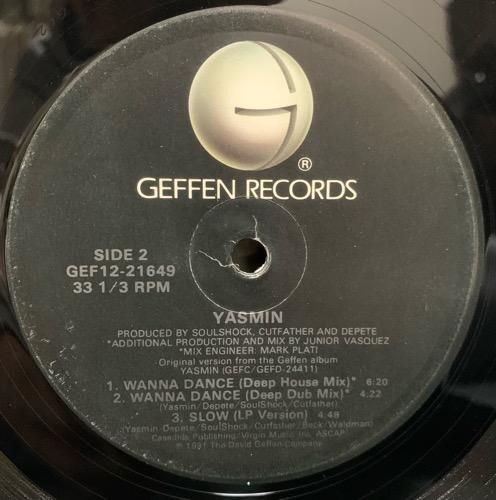 ®
GEFFEN RECORDS
SIDE 2
GEF12-21649
33 1/3 RPM
YASMIN
PRODUCED BY SOULSHOCK, CUTFATHER AND DEPETE
*ADDITIONAL PRODUCTION AND MIX BY JUNIOR VASQUEZ
*MIX ENGINEER: MARK PLATI
Original version from the Geffen album
YASMIN (GEFC/GEFD-24411)
1. WANNA DANCE (Deep House Mix)* 6:20
2. WANNA DANCE (Deep Dub Mix)* 4:22
(Yasmin/Depete/SoulShock/Cutfather)
3. SLOW (LP Version) 4:48
(Yasmin/Depete/SoulShock/Cutfather/Beck/Waldman)
Publishing/Virgin Music Inc. ASCAP
℗ 1991 The David Geffen Company